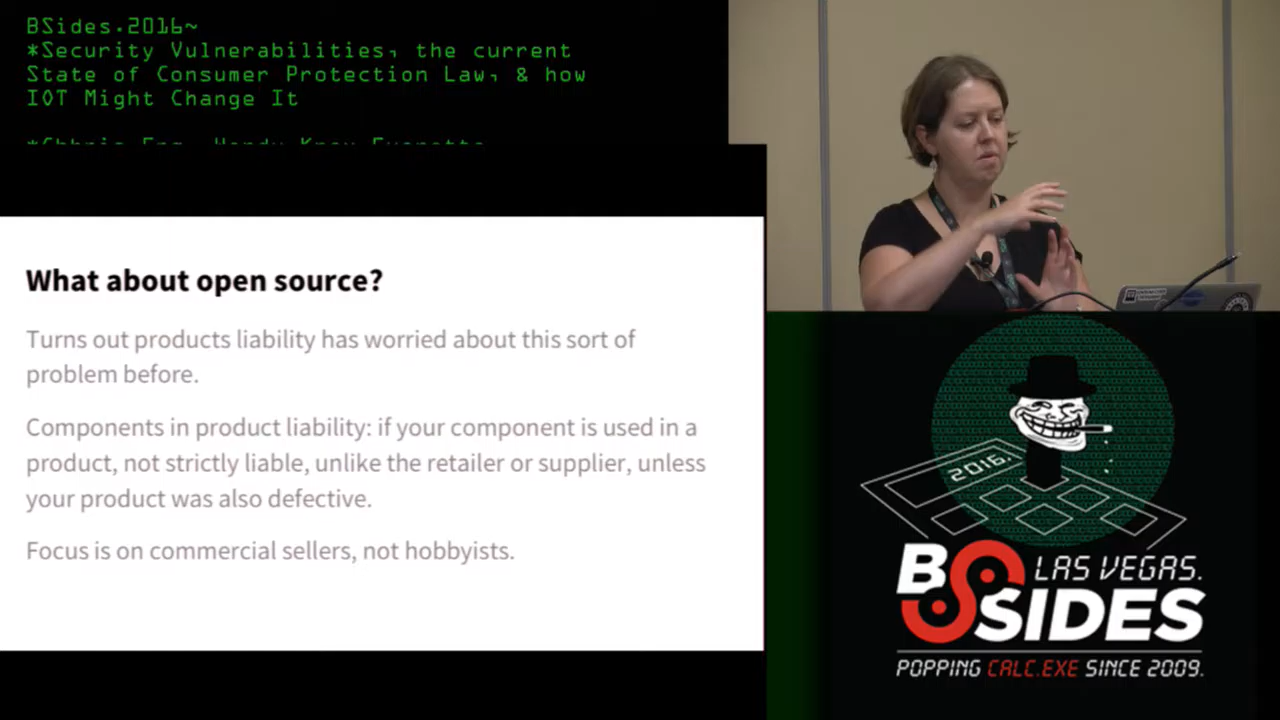 BSides.2016~
*Security Vulnerabilities, the current
State of Consumer Protection Law, & how
IOT Might Change It
What about open source?
Turns out products liability has worried about this sort of
problem before.
Components in product liability: if your component is used in a
product, not strictly liable, unlike the retailer or supplier, unless
your product was also defective.
Focus is on commercial sellers, not hobbyists.
2016.
BSIDES
LAS VEGAS.
POPPING CALC.EXE SINCE 2009.